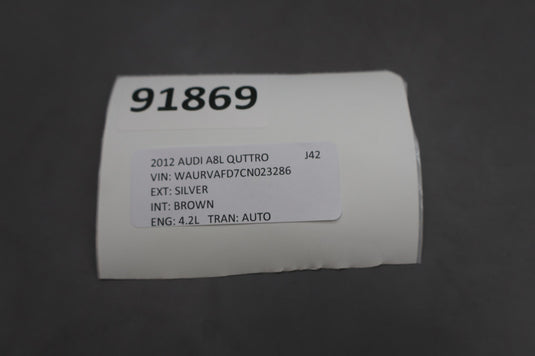 91869
2012 AUDI A8L QUTTRO J42
VIN: WAURVAFD7CN023286
EXT: SILVER
INT: BROWN
ENG: 4.2L TRAN: AUTO